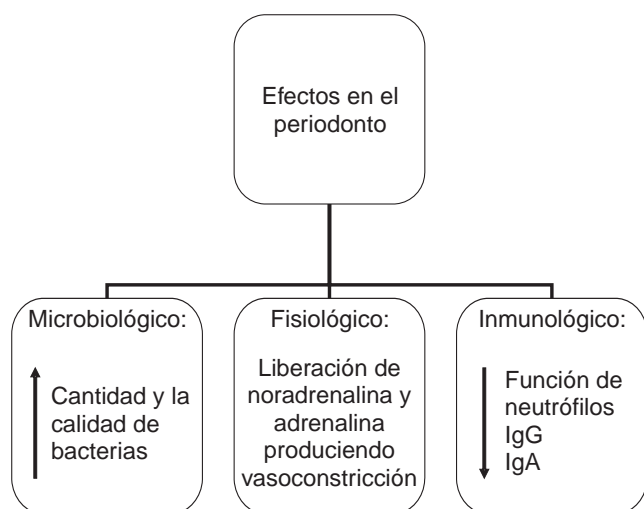 Efectos en el
periodonto
Microbiológico:
Cantidad y la
calidad de
bacterias
Fisiológico:
Liberación de
noradrenalina y
adrenalina
produciendo
vasoconstricción
Inmunológico:
Función de
neutrófilos
IgG
IgA